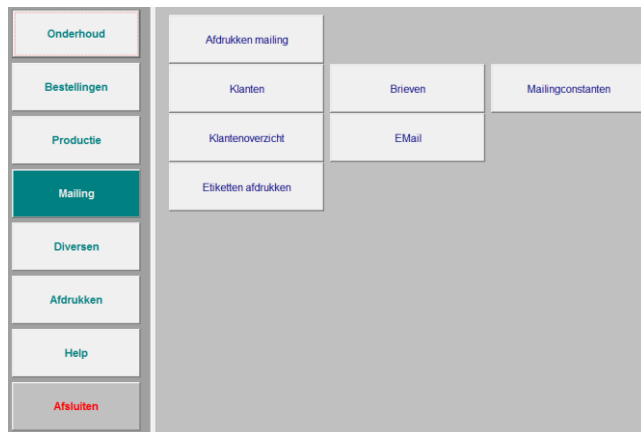 Onderhoud
Bestellingen
Productie
Mailing
Diversen
Afdrukken
Help
Afsluiten
Afdrukken mailing
Klanten
Brieven
Mailingconstanten
Klantenoverzicht
EMail
Etiketten afdrukken